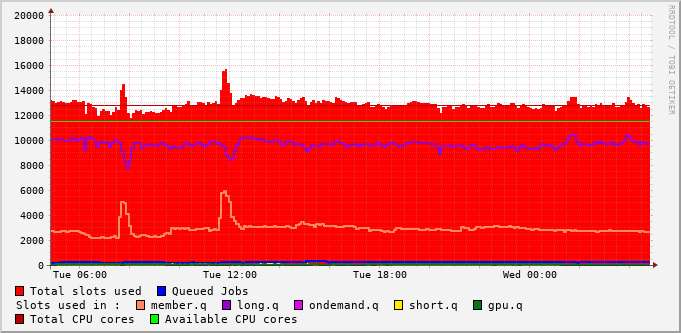 20000
18000
16000
14000
12000
10000
8000
6000
4000
2000
0
Tue 06:00 Tue 12:00 Tue 18:00 Wed 00:00
RRDTOOL / TOBI OETIKER
Total slots used Queued Jobs
Slots used in : member.q long.q ondemand.q short.q gpu.q
Total CPU cores Available CPU cores